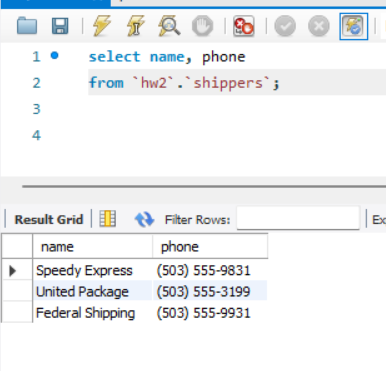 1 select name, phone
2 from `hw2`.`shippers`;
3
4
Result Grid Filter Rows:
name phone
Speedy Express (503) 555-9831
United Package (503) 555-3199
Federal Shipping (503) 555-9931